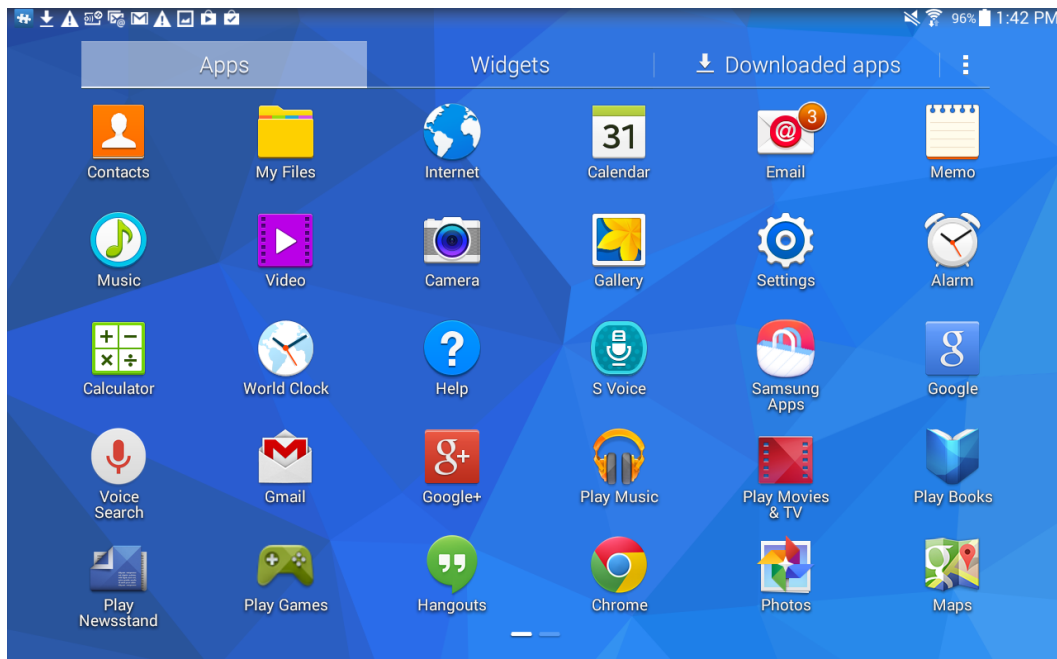 96% 1:42 PM
Apps Widgets Downloaded apps
31 3
Contacts My Files Internet Calendar Email Memo
Music Video Camera Gallery Settings Alarm
Calculator World Clock Help S Voice Samsung Apps Google
g+
Voice Search Gmail Google+ Play Music Play Movies & TV Play Books
Play Newsstand Play Games Hangouts Chrome Photos Maps